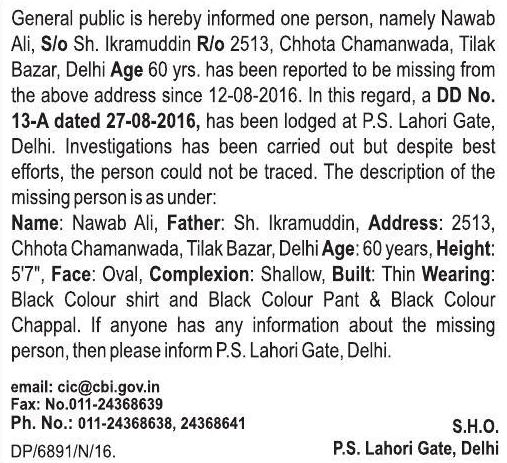 General public is hereby informed one person, namely Nawab
Ali, S/o Sh. Ikramuddin R/o 2513, Chhota Chamanwada, Tilak
Bazar, Delhi Age 60 yrs. has been reported to be missing from
the above address since 12-08-2016. In this regard, a DD No.
13-A dated 27-08-2016, has been lodged at P.S. Lahori Gate,
Delhi. Investigations has been carried out but despite best
efforts, the person could not be traced. The description of the
missing person is as under:
Name: Nawab Ali, Father: Sh. Ikramuddin, Address: 2513,
Chhota Chamanwada, Tilak Bazar, Delhi Age: 60 years, Height:
5'7", Face: Oval, Complexion: Shallow, Built: Thin Wearing:
Black Colour shirt and Black Colour Pant & Black Colour
Chappal. If anyone has any information about the missing
person, then please inform P.S. Lahori Gate, Delhi.
email: cic@cbi.gov.in
Fax: No.011-24368639
Ph. No.: 011-24368638, 24368641
S.H.O.
DP/6891/N/16.
P.S. Lahori Gate, Delhi